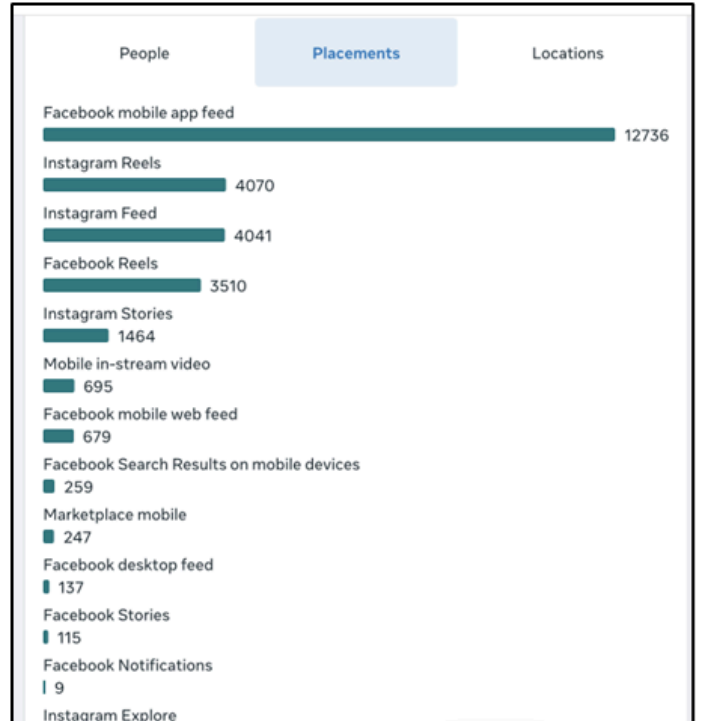 People Placements Locations
Facebook mobile app feed
12736
Instagram Reels
4070
Instagram Feed
4041
Facebook Reels
3510
Instagram Stories
1464
Mobile in-stream video
695
Facebook mobile web feed
679
Facebook Search Results on mobile devices
259
Marketplace mobile
247
Facebook desktop feed
137
Facebook Stories
115
Facebook Notifications
9
Instagram Explore